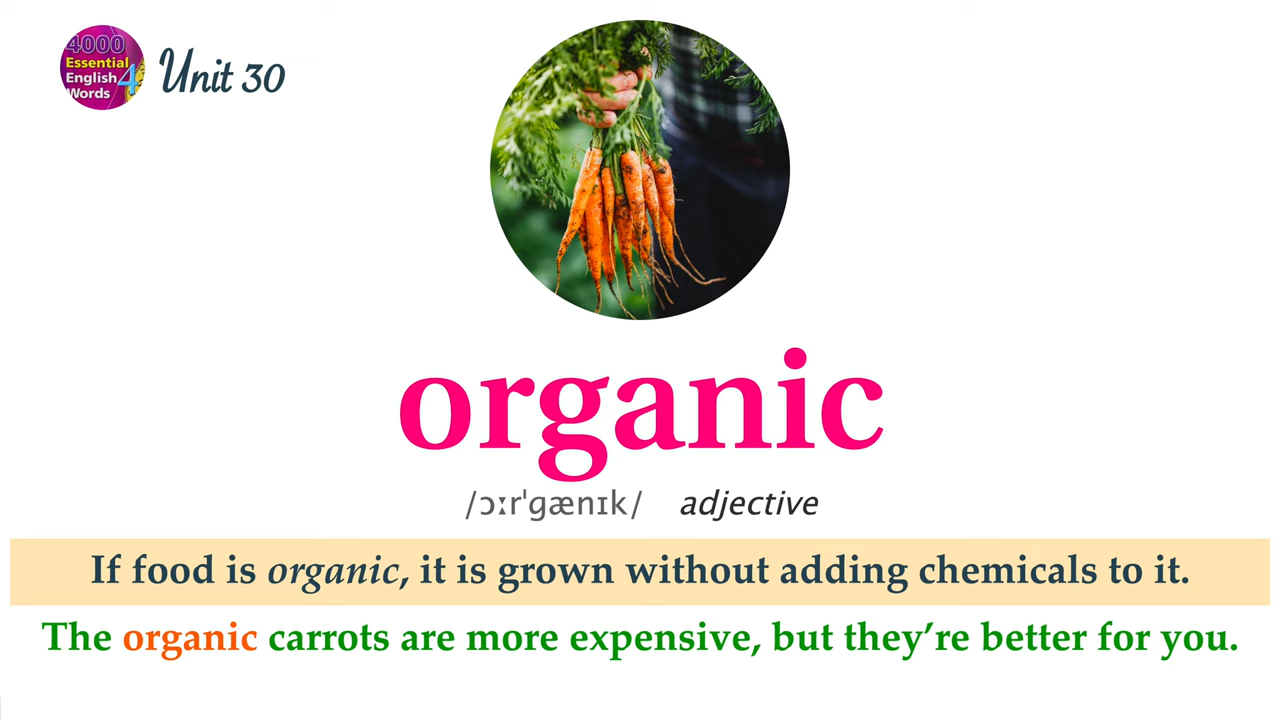 4000
Essential
English 4
Words
Unit 30
organic
/ɔːrˈɡænɪk/ adjective
If food is organic, it is grown without adding chemicals to it.
The organic carrots are more expensive, but they’re better for you.